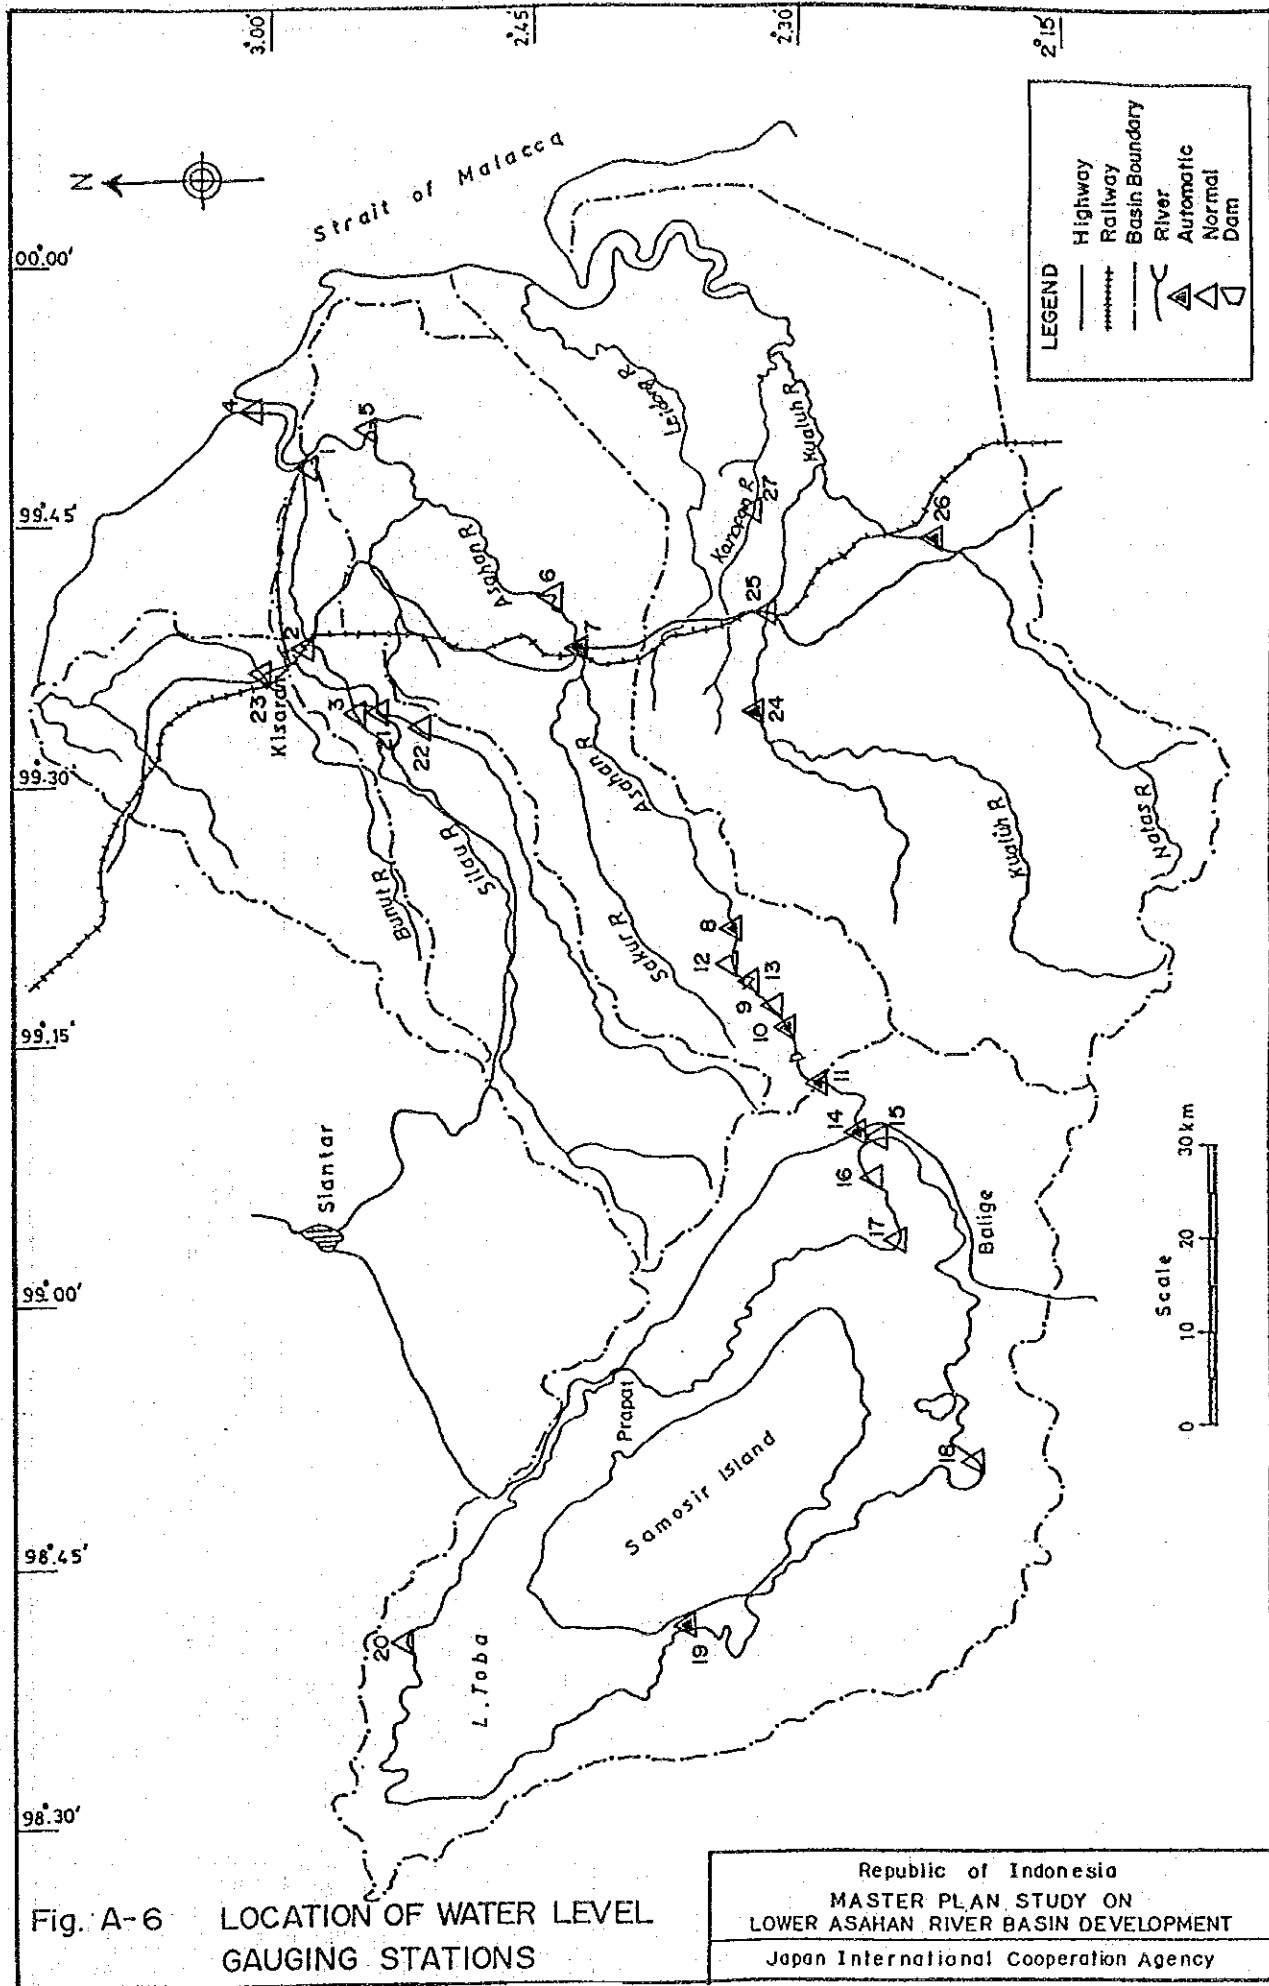 3°.00'
2°.45'
2°.30'
2°15'
N
Strait of Malacca
00°.00'
99°.45'
99°.30'
99°.15'
99°.00'
98°.45'
98°.30'
LEGEND
Highway
Railway
Basin Boundary
River
Automatic
Normal
Dam
4
1
5
2
23
Kisaran
3
21
22
Asahan R
6
7
Leidong R
Kanopan R
27
Kualuh R
25
26
24
Bunut R
Silau R
Asahan R
Sakur R
Kualuh R
Natas R
8
12
13
9
10
11
14
15
16
17
Siantar
Balige
Prapat
Samosir Island
18
19
20
L. Toba
Scale
0 10 20 30km
Fig. A-6 LOCATION OF WATER LEVEL
GAUGING STATIONS
Republic of Indonesia
MASTER PLAN STUDY ON
LOWER ASAHAN RIVER BASIN DEVELOPMENT
Japan International Cooperation Agency